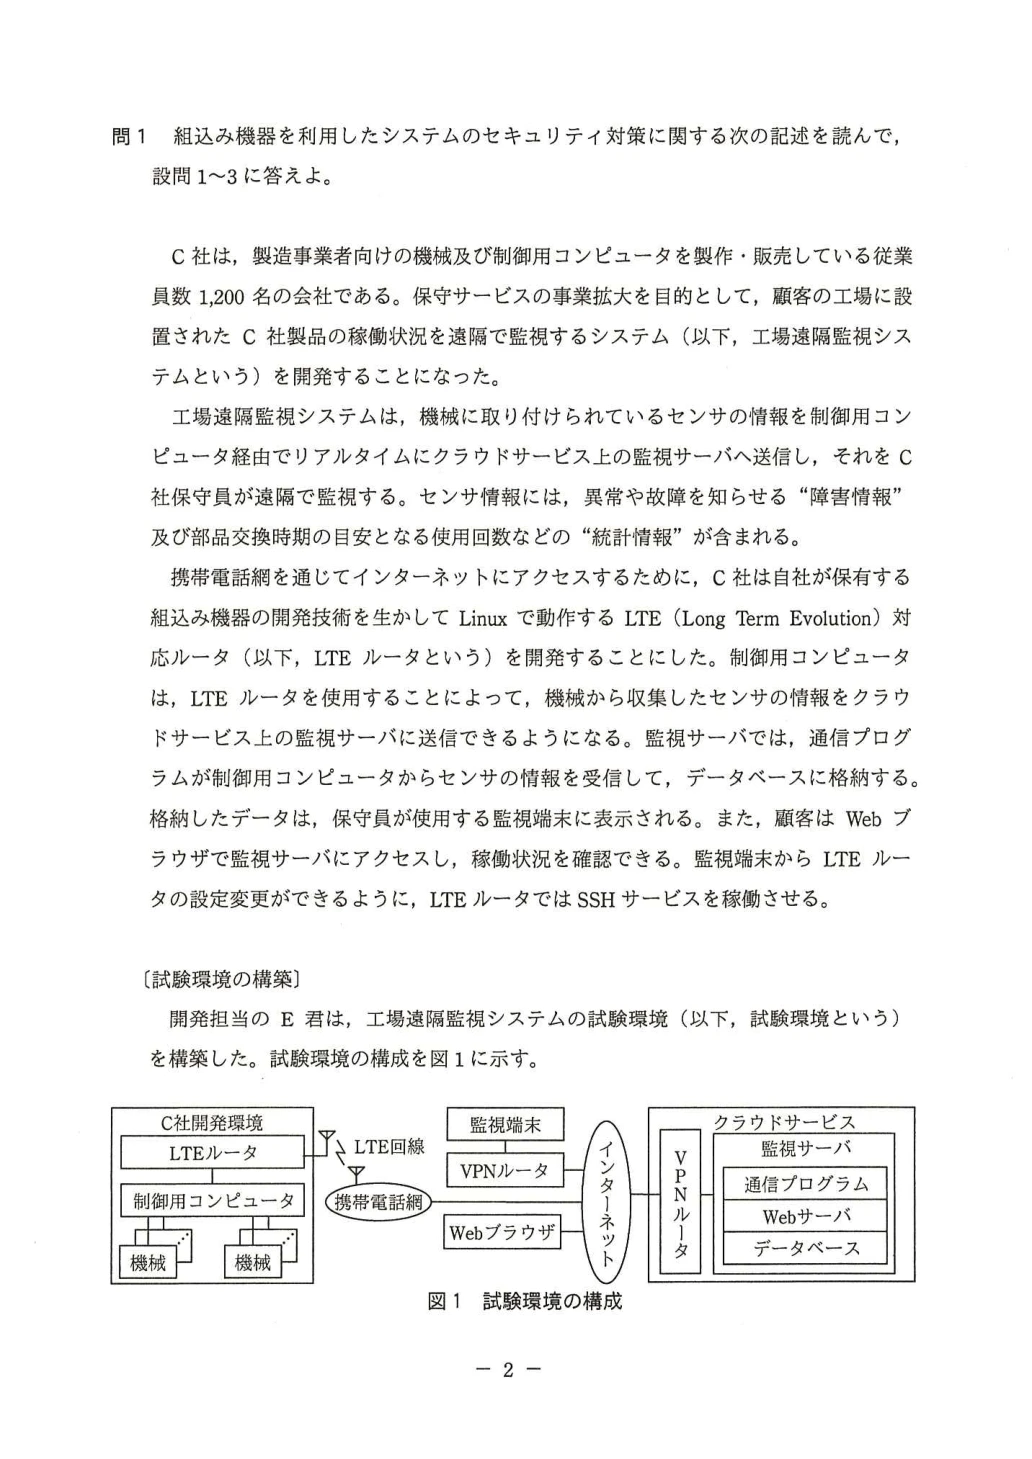 問1 組込み機器を利用したシステムのセキュリティ対策に関する次の記述を読んで，
設問1〜3に答えよ。
C社は，製造事業者向けの機械及び制御用コンピュータを製作・販売している従業
員数1,200名の会社である。保守サービスの事業拡大を目的として，顧客の工場に設
置されたC社製品の稼働状況を遠隔で監視するシステム（以下，工場遠隔監視シス
テムという）を開発することになった。
工場遠隔監視システムは，機械に取り付けられているセンサの情報を制御用コン
ピュータ経由でリアルタイムにクラウドサービス上の監視サーバへ送信し，それをC
社保守員が遠隔で監視する。センサ情報には，異常や故障を知らせる“障害情報”
及び部品交換時期の目安となる使用回数などの“統計情報”が含まれる。
携帯電話網を通じてインターネットにアクセスするために，C社は自社が保有する
組込み機器の開発技術を生かしてLinuxで動作するLTE（Long Term Evolution）対
応ルータ（以下，LTEルータという）を開発することにした。制御用コンピュータ
は，LTEルータを使用することによって，機械から収集したセンサの情報をクラウ
ドサービス上の監視サーバに送信できるようになる。監視サーバでは，通信プログ
ラムが制御用コンピュータからセンサの情報を受信して，データベースに格納する。
格納したデータは，保守員が使用する監視端末に表示される。また，顧客はWebブ
ラウザで監視サーバにアクセスし，稼働状況を確認できる。監視端末からLTEルー
タの設定変更ができるように，LTEルータではSSHサービスを稼働させる。
〔試験環境の構築〕
開発担当のE君は，工場遠隔監視システムの試験環境（以下，試験環境という）
を構築した。試験環境の構成を図1に示す。
C社開発環境
LTEルータ
制御用コンピュータ
機械
機械
LTE回線
携帯電話網
監視端末
VPNルータ
Webブラウザ
インターネット
クラウドサービス
VPNルータ
監視サーバ
通信プログラム
Webサーバ
データベース
図1 試験環境の構成
－ 2 －